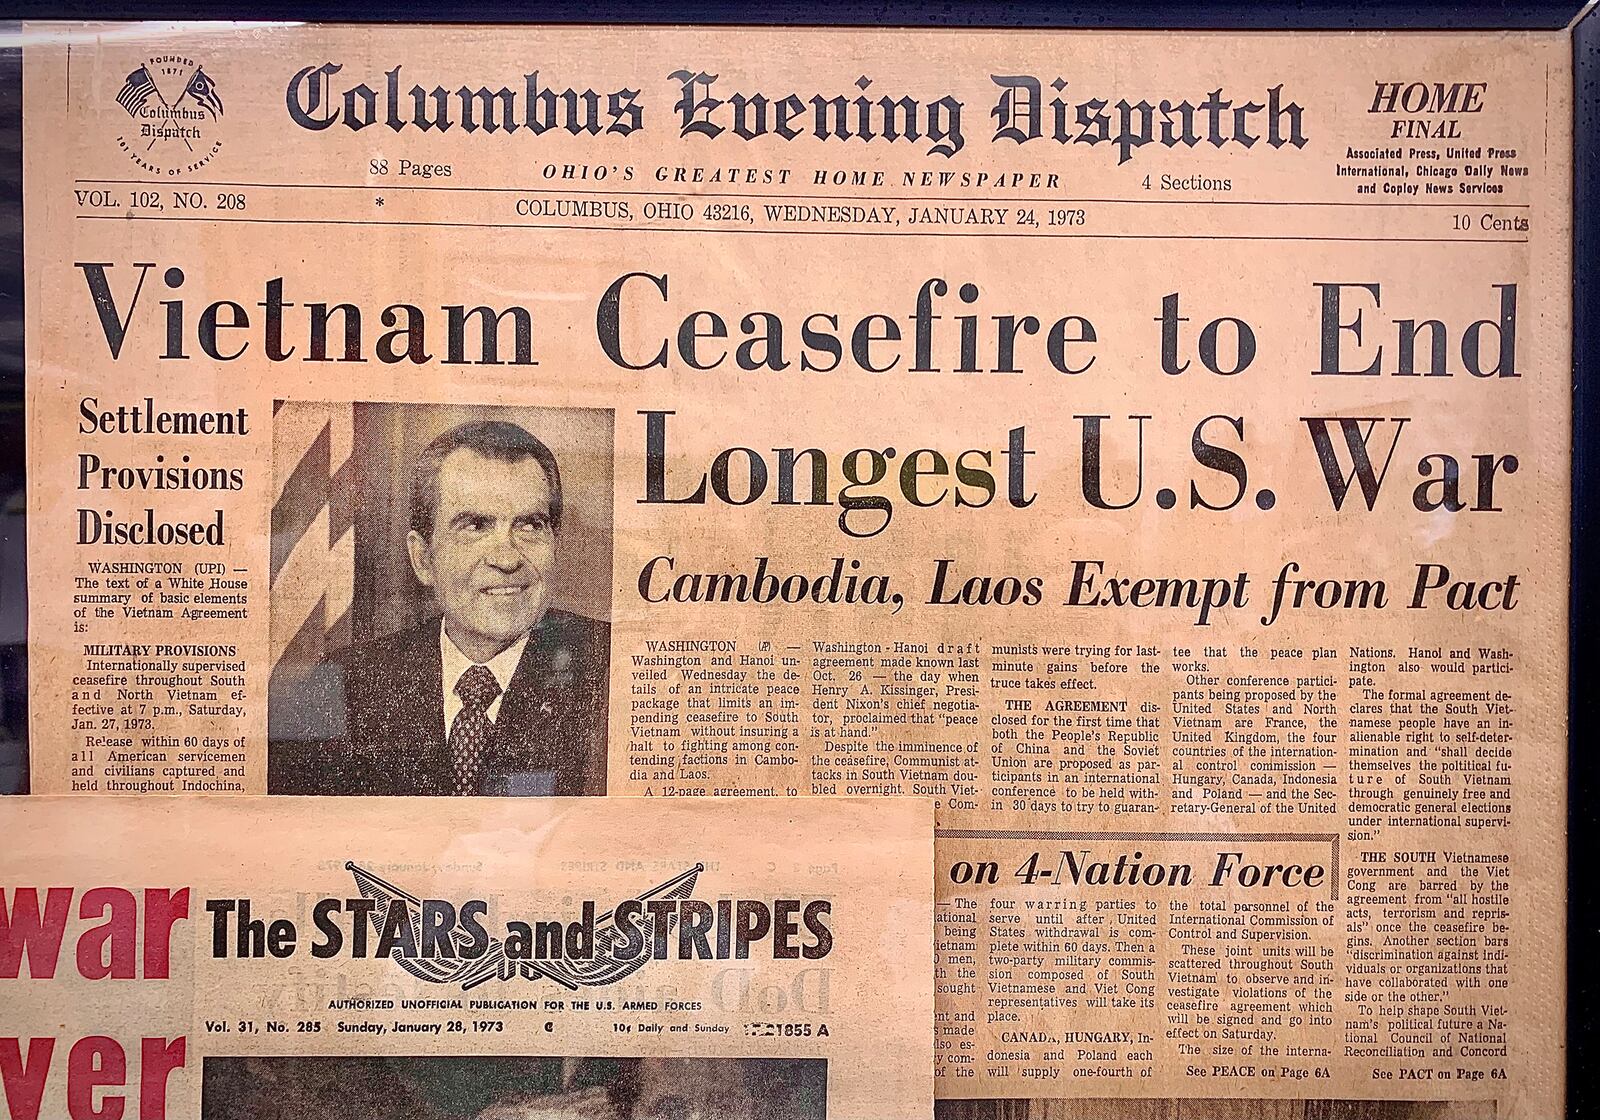 FOUNDED
1871
Columbus
Dispatch
101 YEARS OF SERVICE
Columbus Evening Dispatch
HOME
FINAL
Associated Press, United Press
International, Chicago Daily News
and Copley News Services
88 Pages
OHIO'S GREATEST HOME NEWSPAPER
4 Sections
VOL. 102, NO. 208
*
COLUMBUS, OHIO 43216, WEDNESDAY, JANUARY 24, 1973
10 Cents
Vietnam Ceasefire to End
Longest U.S. War
Cambodia, Laos Exempt from Pact
Settlement
Provisions
Disclosed
WASHINGTON (UPI) —
The text of a White House
summary of basic elements
of the Vietnam Agreement
is:
MILITARY PROVISIONS
Internationally supervised
ceasefire throughout South
and North Vietnam ef-
fective at 7 p.m., Saturday,
Jan. 27, 1973.
Release within 60 days of
all American servicemen
and civilians captured and
held throughout Indochina,
WASHINGTON (AP) —
Washington and Hanoi un-
veiled Wednesday the de-
tails of an intricate peace
package that limits an im-
pending ceasefire to South
Vietnam without insuring a
halt to fighting among con-
tending factions in Cambo-
dia and Laos.
A 12-page agreement, to
Washington-Hanoi draft
agreement made known last
Oct. 26 — the day when
Henry A. Kissinger, Presi-
dent Nixon's chief negotia-
tor, proclaimed that "peace
is at hand."
Despite the imminence of
the ceasefire, Communist at-
tacks in South Vietnam dou-
bled overnight. South Viet-
e Com-
munists were trying for last-
minute gains before the
truce takes effect.
THE AGREEMENT dis-
closed for the first time that
both the People's Republic
of China and the Soviet
Union are proposed as par-
ticipants in an international
conference to be held with-
in 30 days to try to guaran-
tee that the peace plan
works.
Other conference partici-
pants being proposed by the
United States and North
Vietnam are France, the
United Kingdom, the four
countries of the internation-
al control commission —
Hungary, Canada, Indonesia
and Poland — and the Sec-
retary-General of the United
Nations. Hanoi and Wash-
ington also would partici-
pate.
The formal agreement de-
clares that the South Viet-
namese people have an in-
alienable right to self-deter-
mination and "shall decide
themselves the poltitical fu-
ture of South Vietnam
through genuinely free and
democratic general elections
under international supervi-
sion."
THE SOUTH Vietnamese
government and the Viet
Cong are barred by the
agreement from "all hostile
acts, terrorism and repris-
als" once the ceasefire be-
gins. Another section bars
"discrimination against indi-
viduals or organizations that
have collaborated with one
side or the other."
To help shape South Viet-
nam's political future a Na-
tional Council of National
Reconciliation and Concord
See PACT on Page 6A
on 4-Nation Force
— The
ational
being
ietnam
men,
th the
sought
nt and
s made
lso es-
y com-
of the
four warring parties to
serve until after United
States withdrawal is com-
plete within 60 days. Then a
two-party military commis-
sion composed of South
Vietnamese and Viet Cong
representatives will take its
place.
CANADA, HUNGARY, In-
donesia and Poland each
will supply one-fourth of
the total personnel of the
International Commission of
Control and Supervision.
These joint units will be
scattered throughout South
Vietnam to observe and in-
vestigate violations of the
ceasefire agreement which
will be signed and go into
effect on Saturday.
The size of the interna-
See PEACE on Page 6A
war
ver
The STARS and STRIPES
AUTHORIZED UNOFFICIAL PUBLICATION FOR THE U.S. ARMED FORCES
Vol. 31, No. 285 Sunday, January 28, 1973
10¢ Daily and Sunday
1855 A